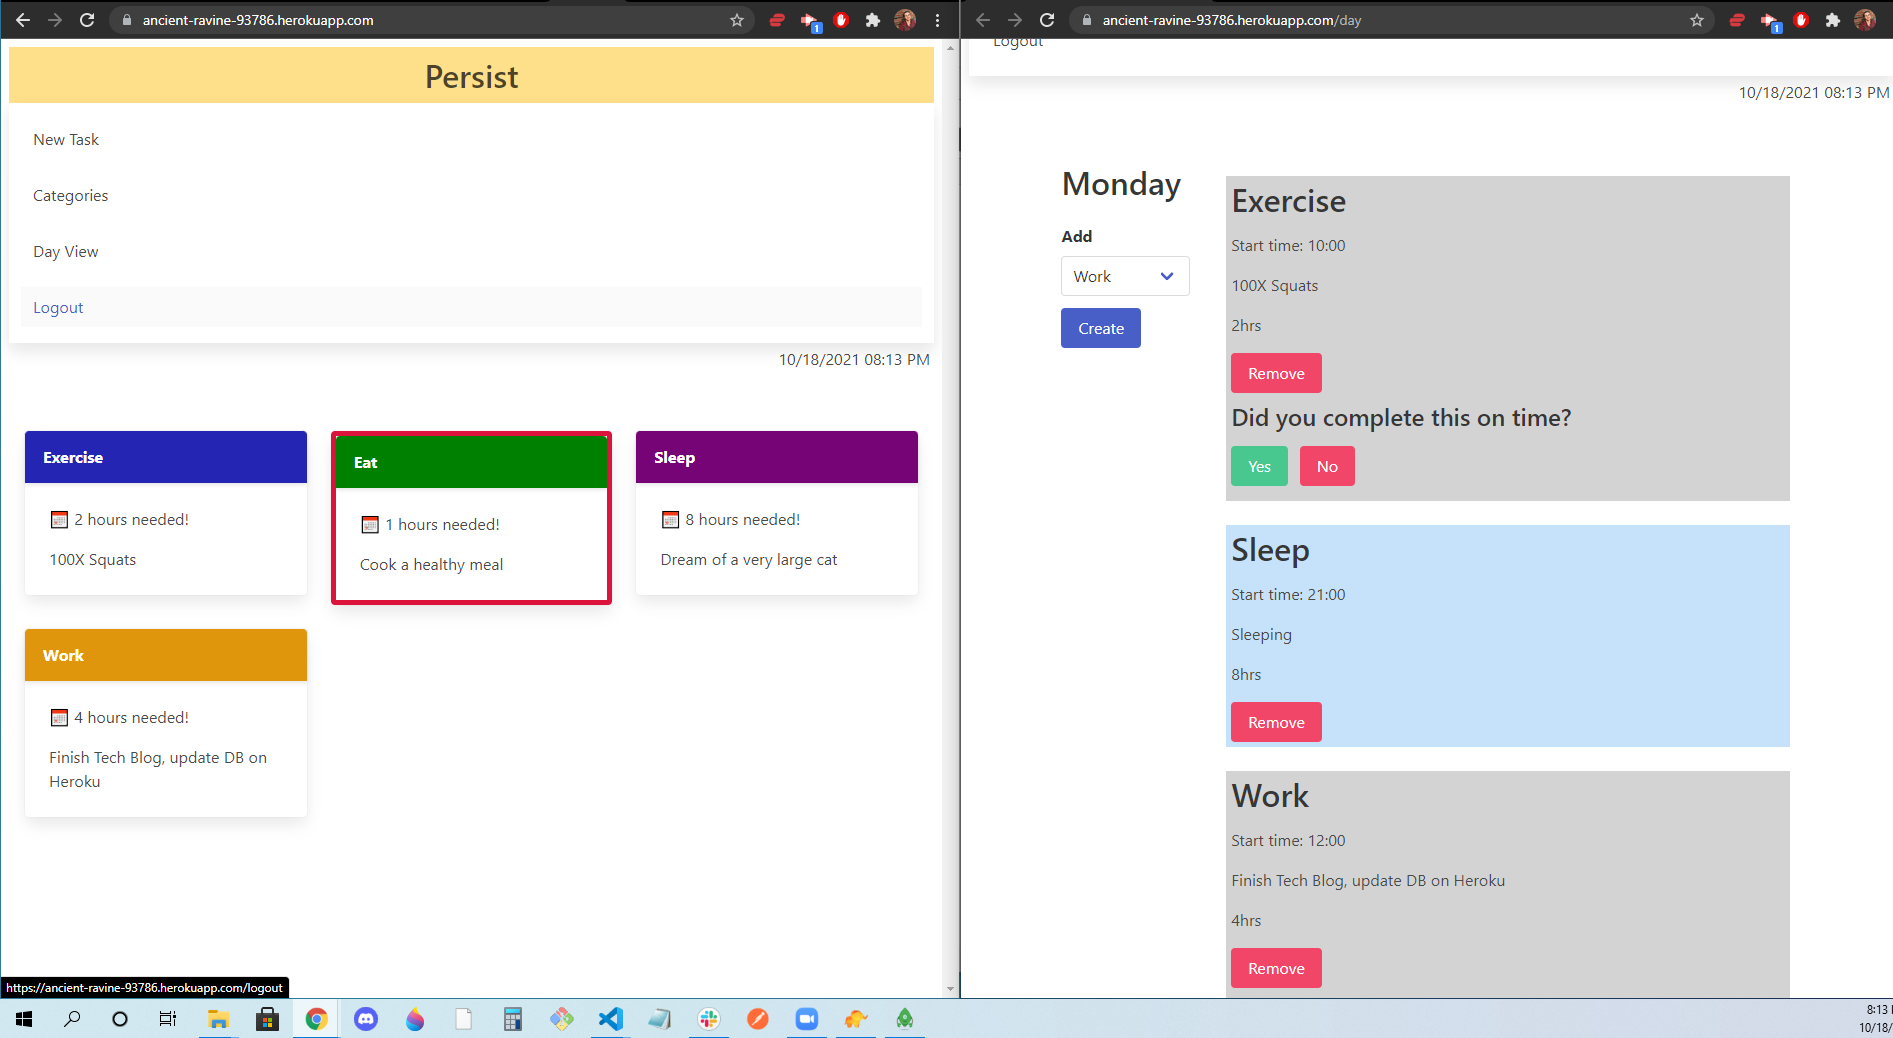 ancient-ravine-93786.herokuapp.com
1
Persist
New Task
Categories
Day View
Logout
10/18/2021 08:13 PM
Exercise
2 hours needed!
100X Squats
Eat
1 hours needed!
Cook a healthy meal
Sleep
8 hours needed!
Dream of a very large cat
Work
4 hours needed!
Finish Tech Blog, update DB on
Heroku
https://ancient-ravine-93786.herokuapp.com/logout
ancient-ravine-93786.herokuapp.com/day
1
Logout
10/18/2021 08:13 PM
Monday
Add
Work
Create
Exercise
Start time: 10:00
100X Squats
2hrs
Remove
Did you complete this on time?
Yes
No
Sleep
Start time: 21:00
Sleeping
8hrs
Remove
Work
Start time: 12:00
Finish Tech Blog, update DB on Heroku
4hrs
Remove
8:13
10/18/